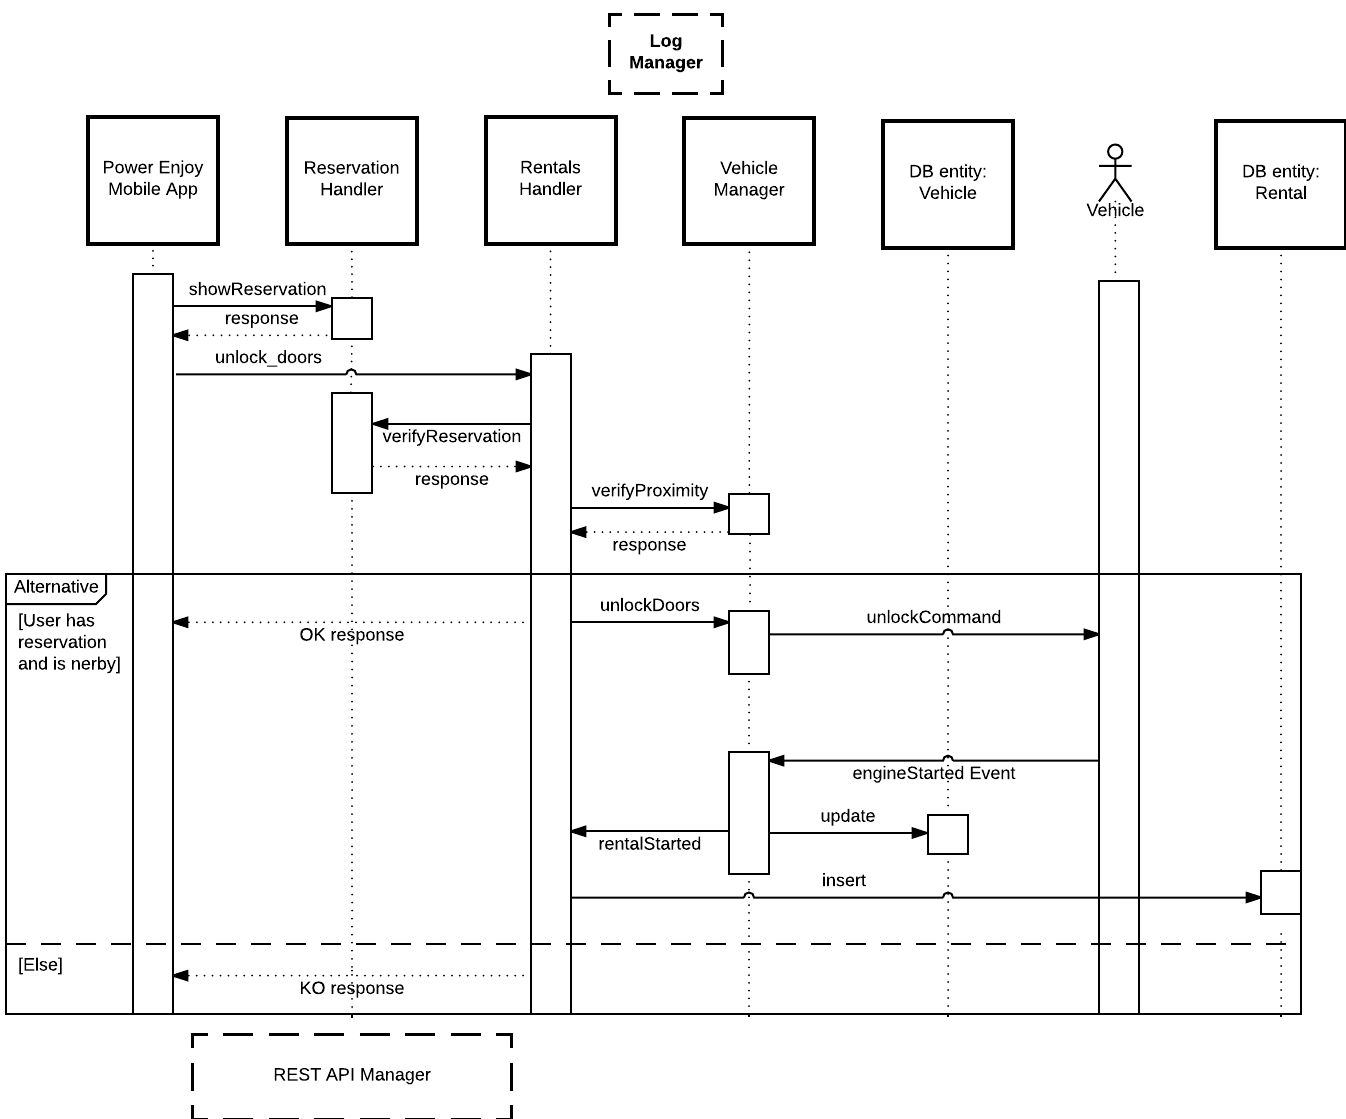 Log
Manager
Power Enjoy
Mobile App
Reservation
Handler
Rentals
Handler
Vehicle
Manager
DB entity:
Vehicle
Vehicle
DB entity:
Rental
showReservation
response
unlock_doors
verifyReservation
response
verifyProximity
response
Alternative
[User has
reservation
and is nerby]
unlockDoors
OK response
unlockCommand
engineStarted Event
update
rentalStarted
insert
[Else]
KO response
REST API Manager